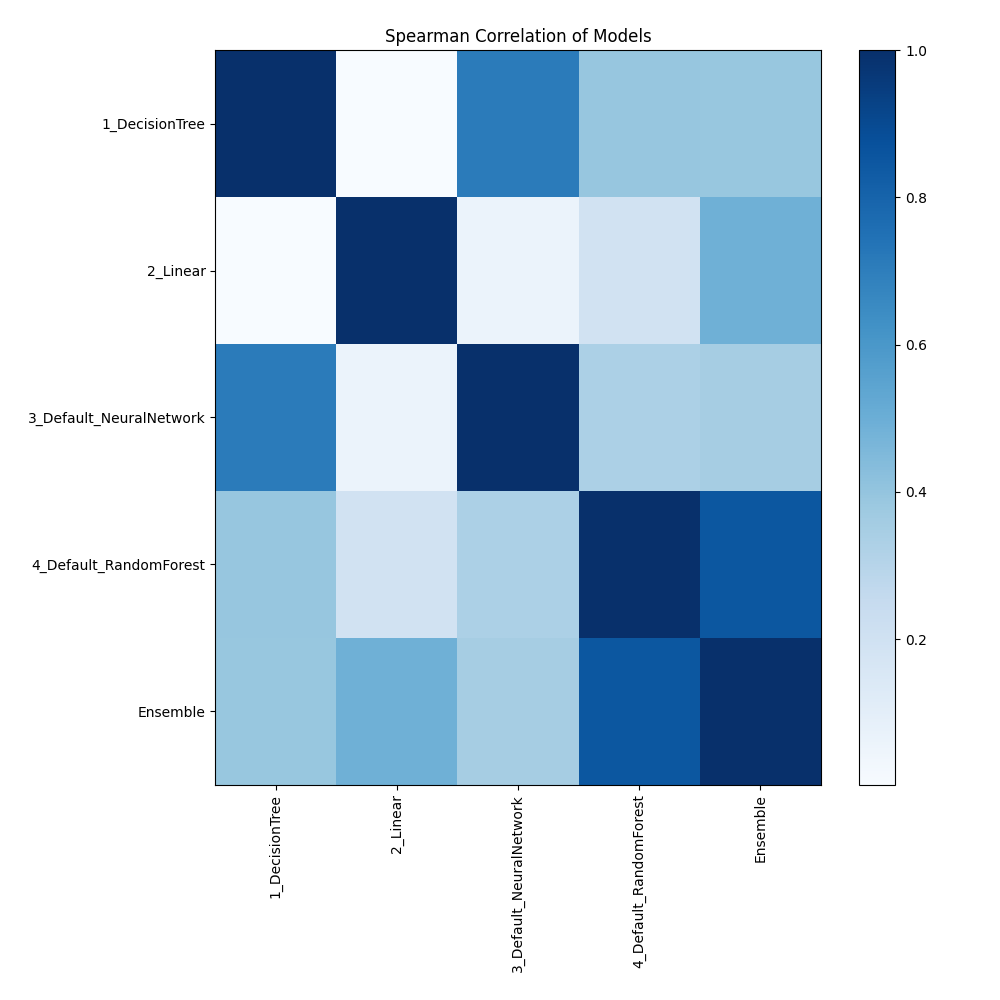 Spearman Correlation of Models
1_DecisionTree
2_Linear
3_Default_NeuralNetwork
4_Default_RandomForest
Ensemble
1_DecisionTree
2_Linear
3_Default_NeuralNetwork
4_Default_RandomForest
Ensemble
1.0
0.8
0.6
0.4
0.2